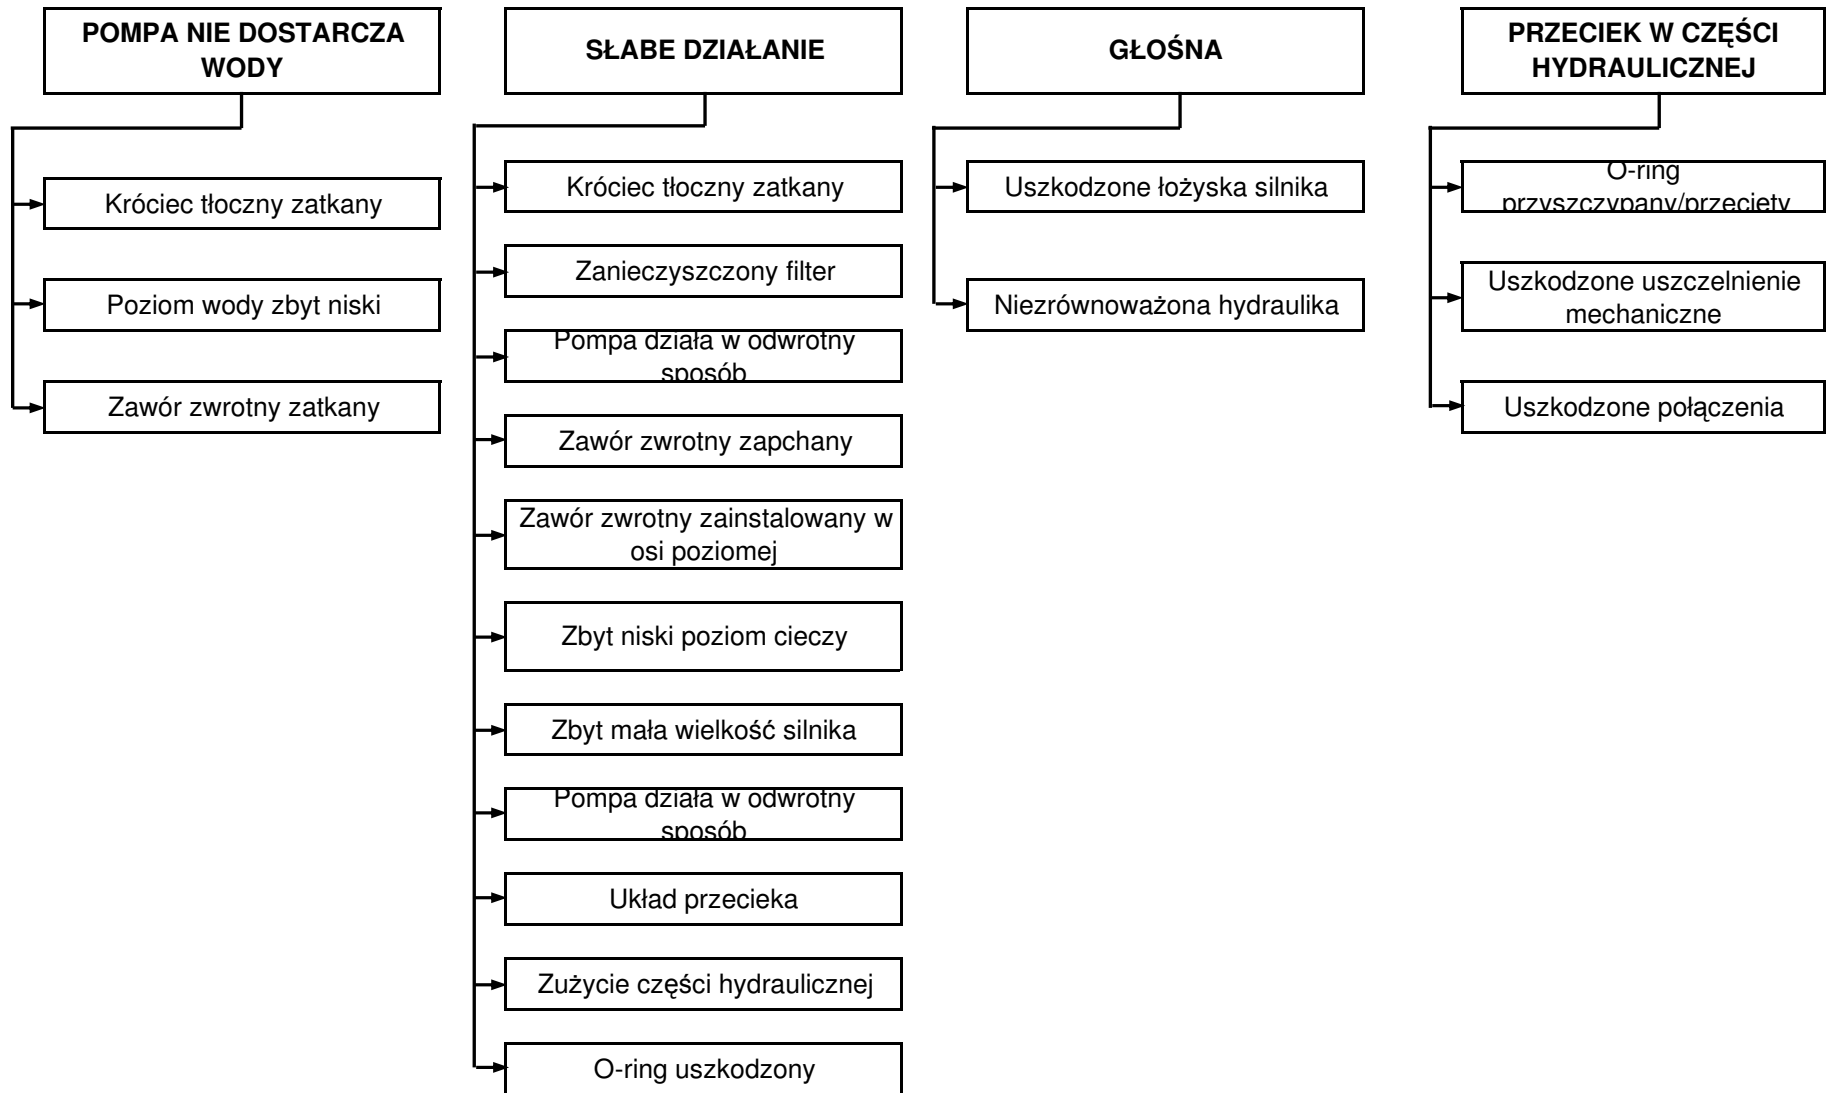 POMPA NIE DOSTARCZA
WODY
Króciec tłoczny zatkany
Poziom wody zbyt niski
Zawór zwrotny zatkany
SŁABE DZIAŁANIE
Króciec tłoczny zatkany
Zanieczyszczony filter
Pompa działa w odwrotny
sposób
Zawór zwrotny zapchany
Zawór zwrotny zainstalowany w
osi poziomej
Zbyt niski poziom cieczy
Zbyt mała wielkość silnika
Pompa działa w odwrotny
sposób
Układ przecieka
Zużycie części hydraulicznej
O-ring uszkodzony
GŁOŚNA
Uszkodzone łożyska silnika
Niezrównoważona hydraulika
PRZECIEK W CZĘŚCI
HYDRAULICZNEJ
O-ring
przyszczypany/przecięty
Uszkodzone uszczelnienie
mechaniczne
Uszkodzone połączenia